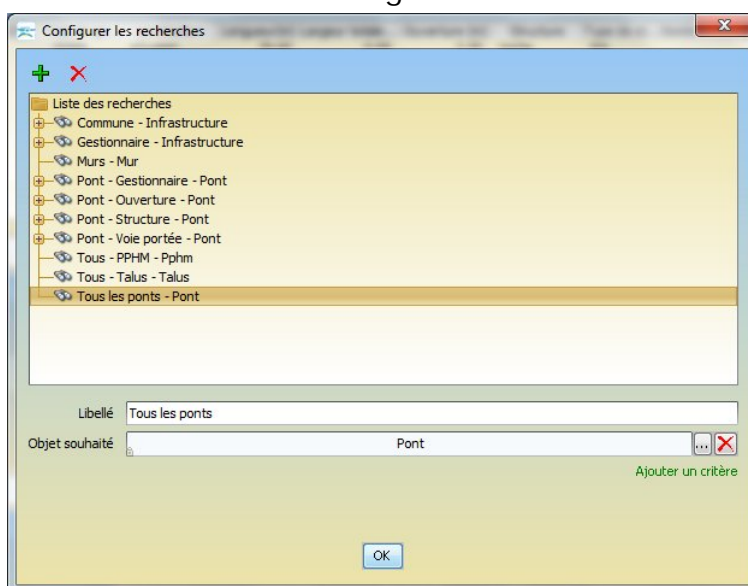 Configurer les recherches
Liste des recherches
Commune - Infrastructure
Gestionnaire - Infrastructure
Murs - Mur
Pont - Gestionnaire - Pont
Pont - Ouverture - Pont
Pont - Structure - Pont
Pont - Voie portée - Pont
Tous - PPHM - Pphm
Tous - Talus - Talus
Tous les ponts - Pont
Libellé Tous les ponts
Objet souhaité Pont ...
Ajouter un critère
OK